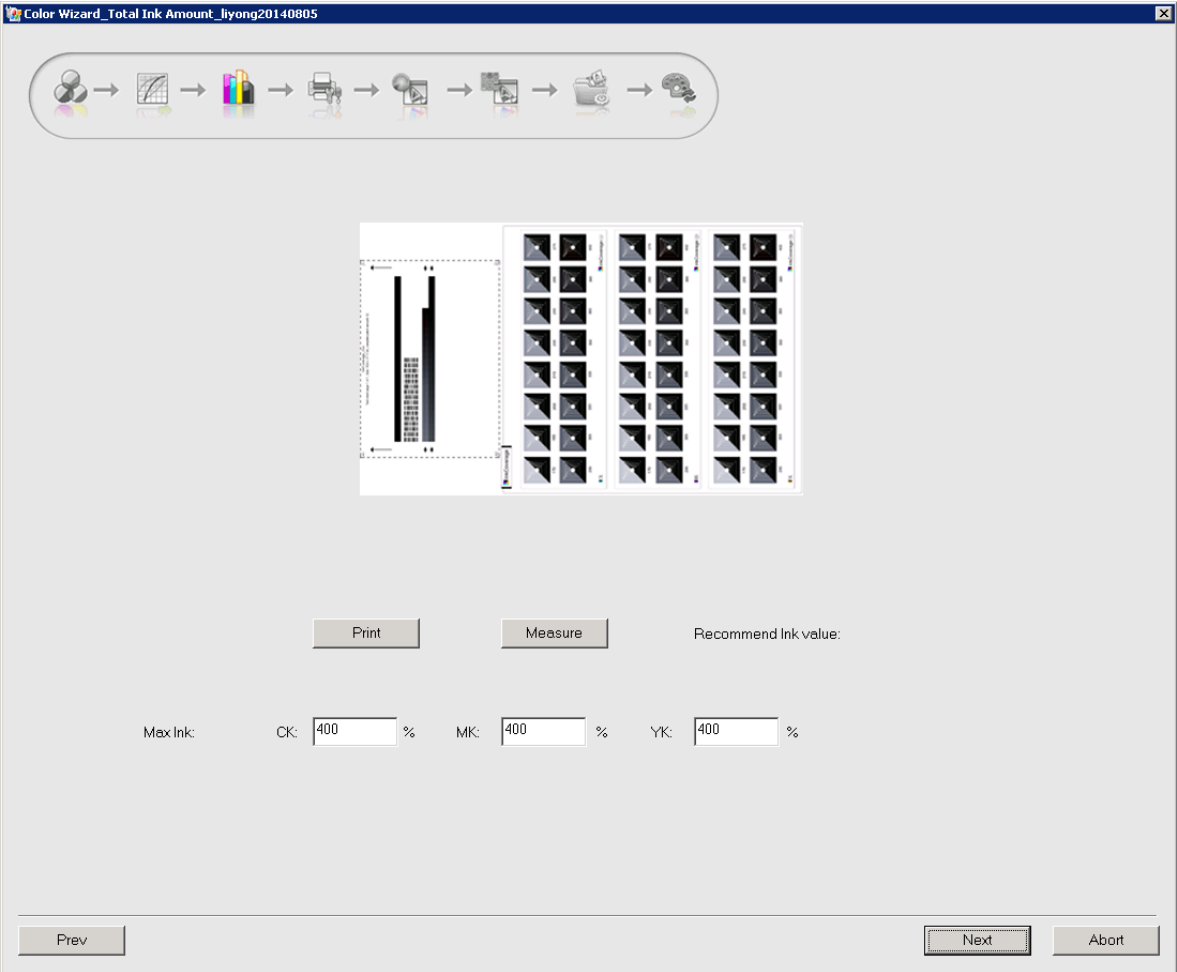 Color Wizard_Total Ink Amount_liyong20140805
Print
Measure
Recommend Ink value:
Max Ink:
CK:
400
%
MK:
400
%
YK:
400
%
Prev
Next
Abort